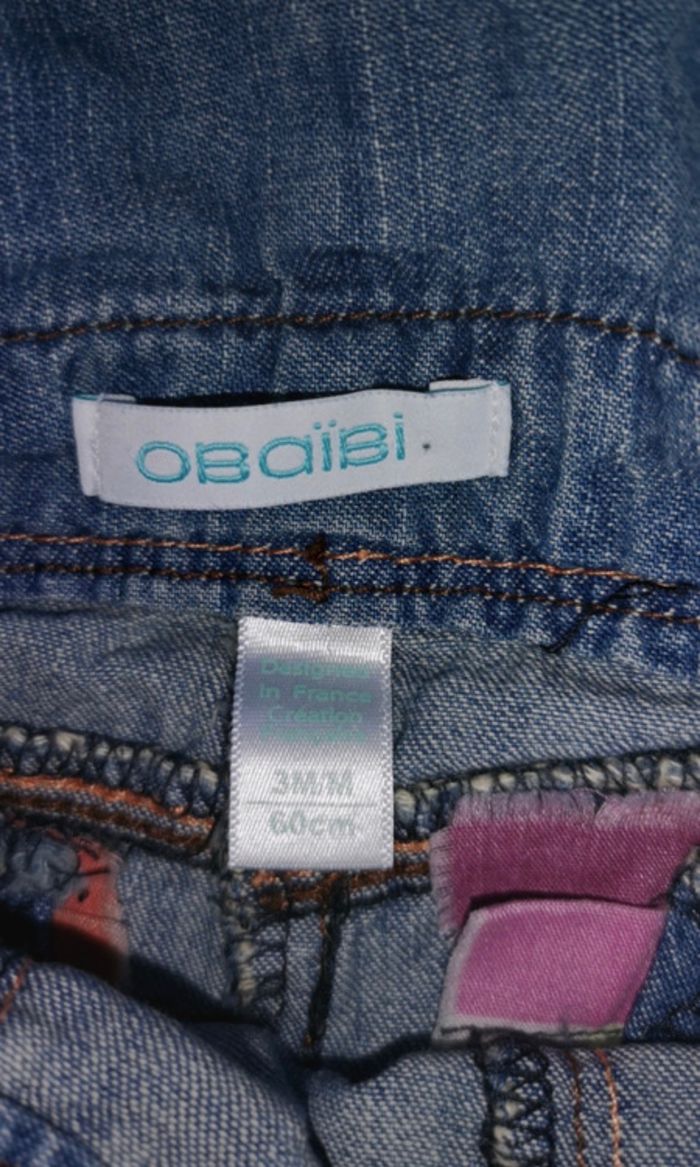 obaïbi
Designed
In France
Création
Française
3M/M
60cm